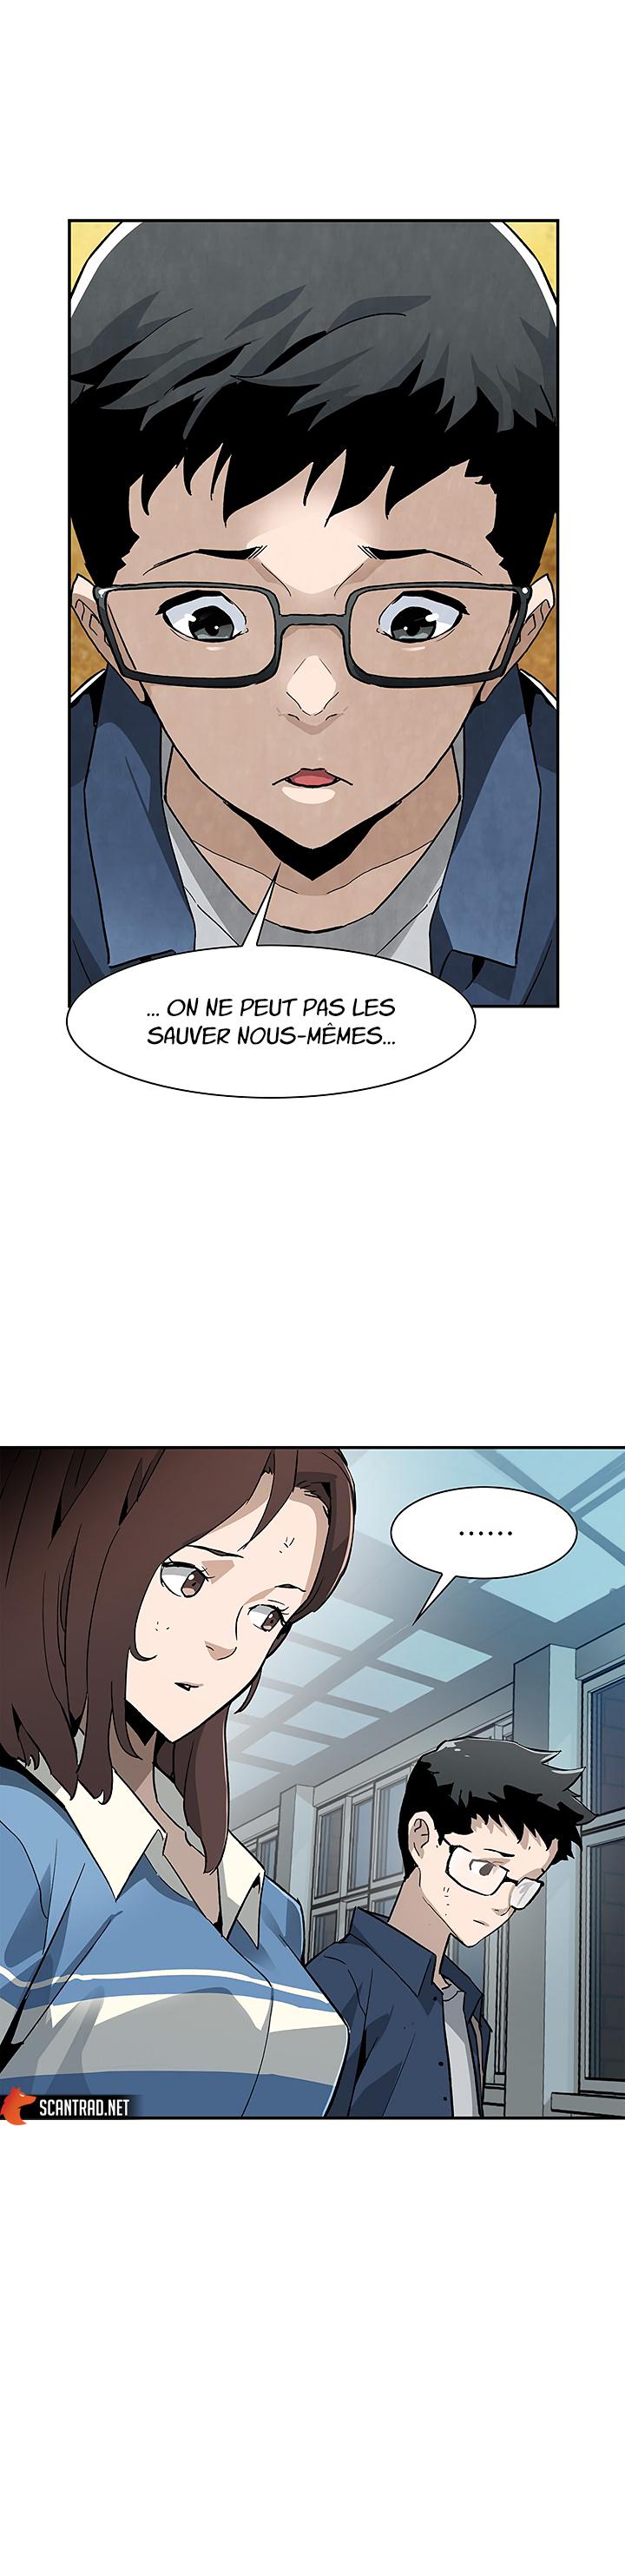 ... ON NE PEUT PAS LES
SAUVER NOUS-MÊMES...
......
SCANTRAD.NET